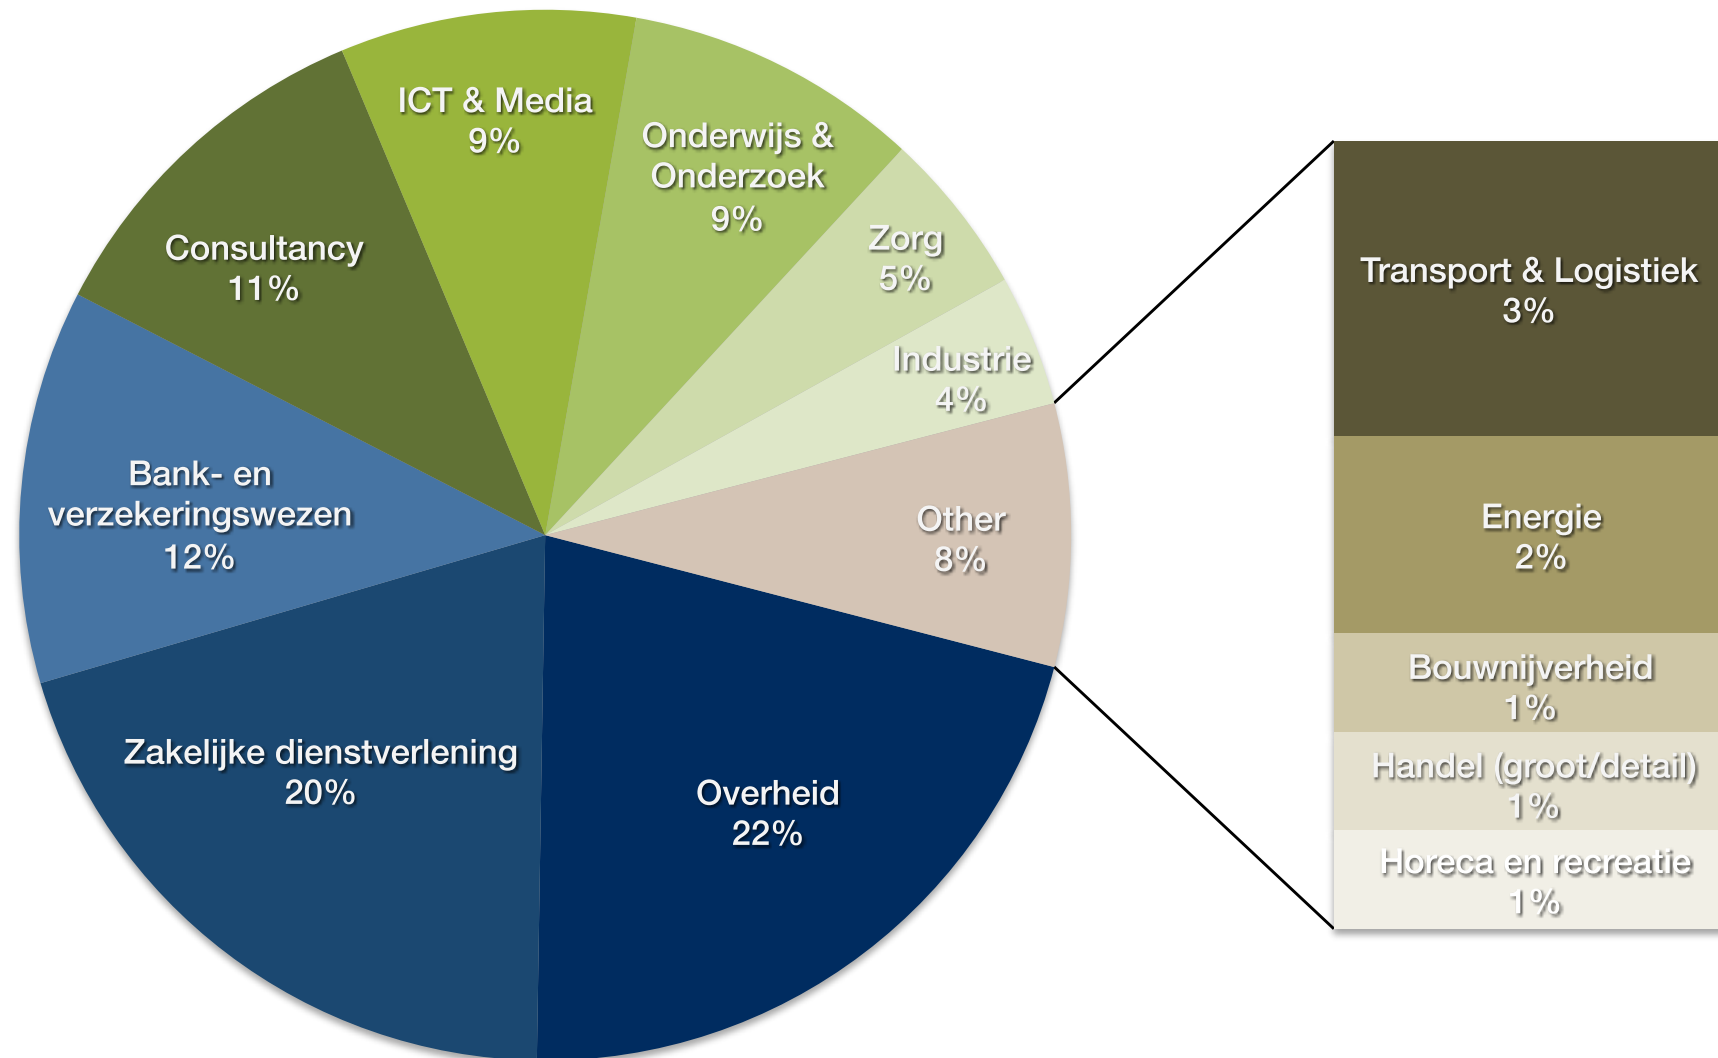 ICT & Media
9%
Onderwijs &
Onderzoek
9%
Zorg
5%
Industrie
4%
Other
8%
Overheid
22%
Zakelijke dienstverlening
20%
Bank- en
verzekeringswezen
12%
Consultancy
11%
Transport & Logistiek
3%
Energie
2%
Bouwnijverheid
1%
Handel (groot/detail)
1%
Horeca en recreatie
1%